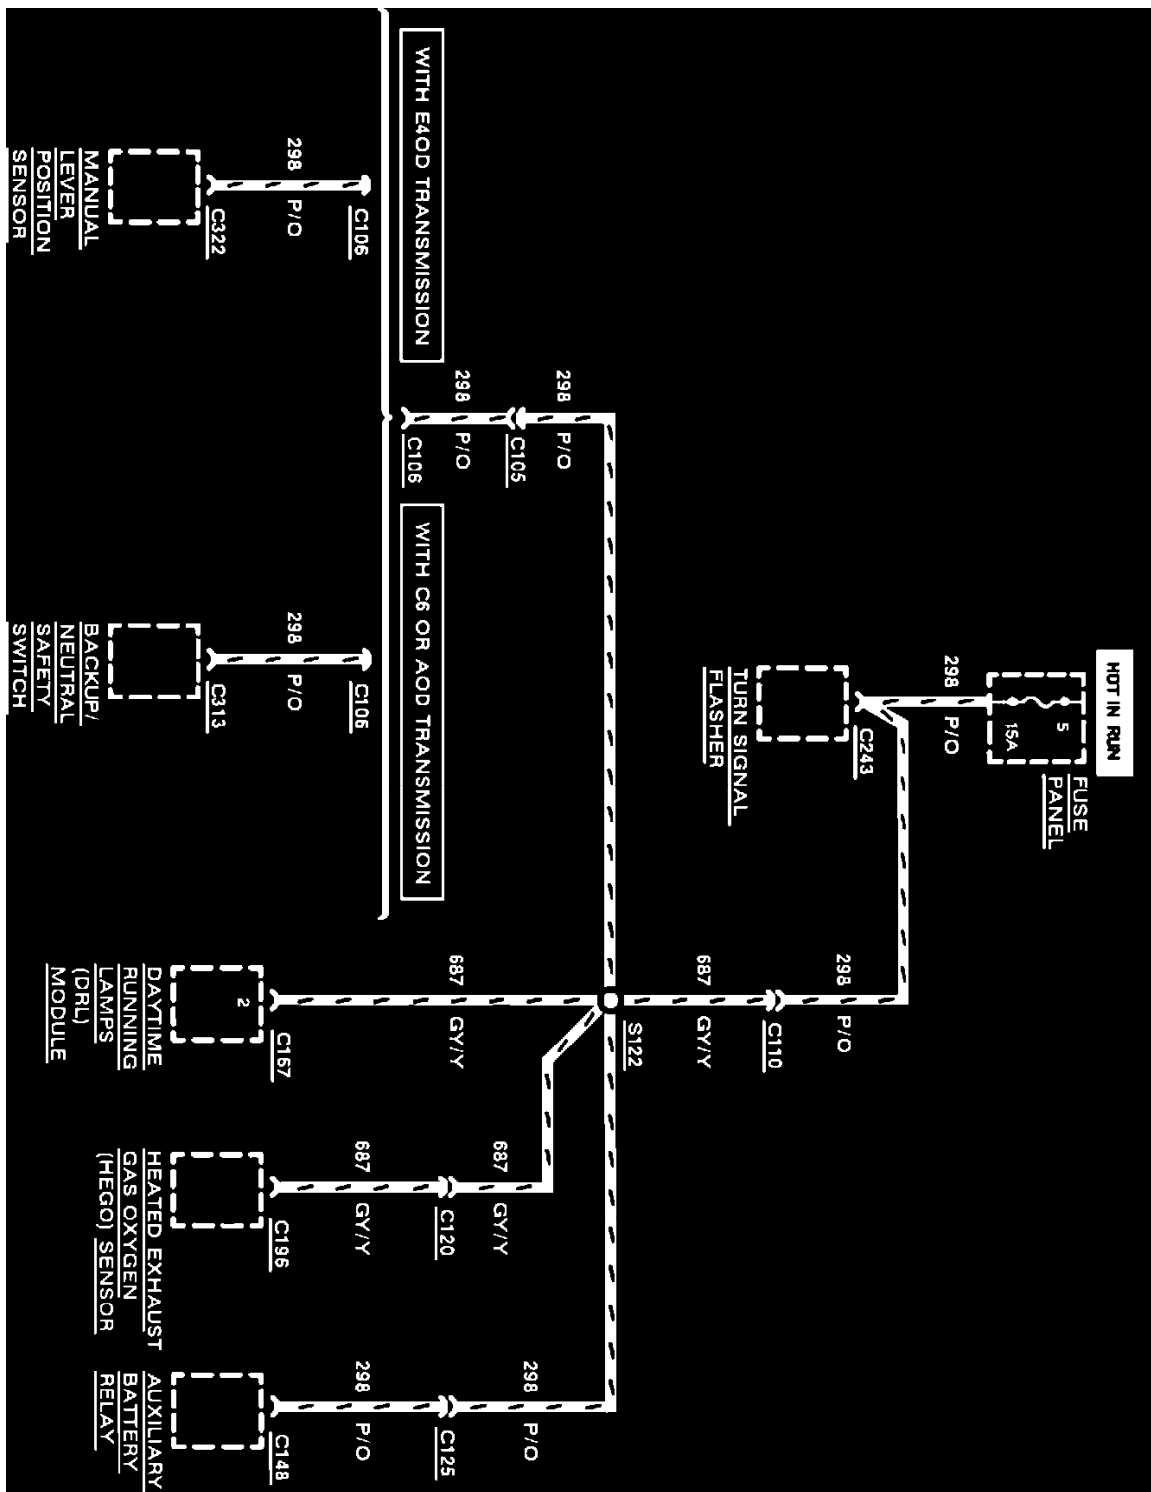 HOT IN RUN
FUSE
PANEL
5
15A
298 P/O
C243
TURN SIGNAL
FLASHER
298 P/O
C110
687 GY/Y
S122
298 P/O
C105
298 P/O
C106
WITH E4OD TRANSMISSION
WITH C6 OR AOD TRANSMISSION
C106
298 P/O
C322
MANUAL
LEVER
POSITION
SENSOR
C106
298 P/O
C313
BACKUP/
NEUTRAL
SAFETY
SWITCH
687 GY/Y
C167
2
DAYTIME
RUNNING
LAMPS
(DRL)
MODULE
687 GY/Y
C120
687 GY/Y
C196
HEATED EXHAUST
GAS OXYGEN
(HEGO) SENSOR
298 P/O
C125
298 P/O
C148
AUXILIARY
BATTERY
RELAY